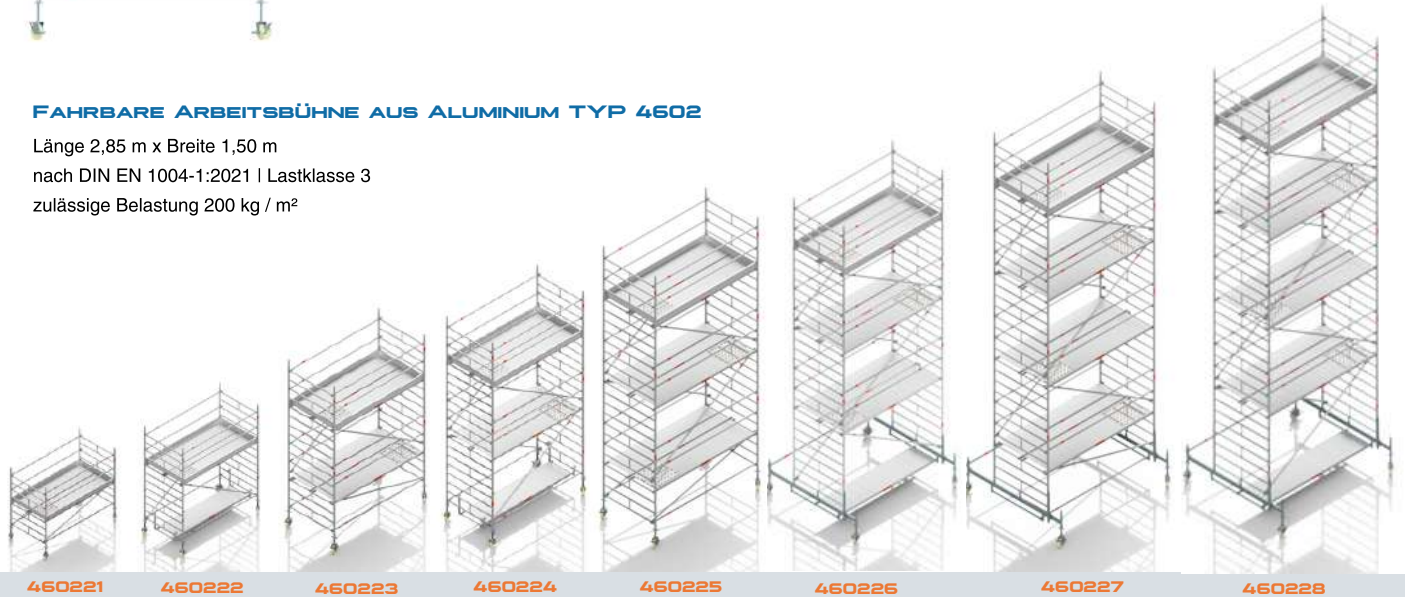 FAHRBARE ARBEITSBÜHNE AUS ALUMINIUM TYP 4602
Länge 2,85 m x Breite 1,50 m
nach DIN EN 1004-1:2021 | Lastklasse 3
zulässige Belastung 200 kg / m²
460221 460222 460223 460224 460225 460226 460227 460228